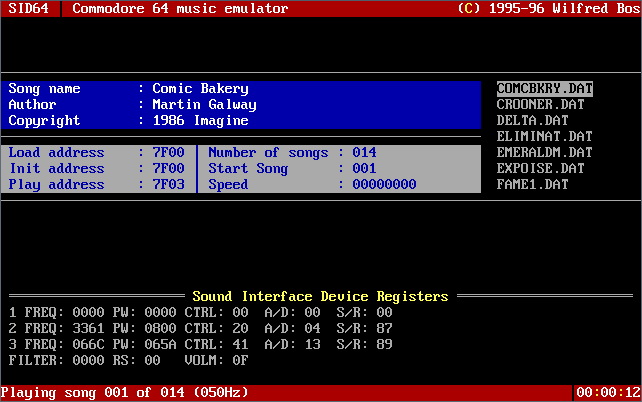 SID64 Commodore 64 music emulator (C) 1995-96 Wilfred Bos
Song name : Comic Bakery
Author : Martin Galway
Copyright : 1986 Imagine
Load address : 7F00 Number of songs : 014
Init address : 7F00 Start Song : 001
Play address : 7F03 Speed : 00000000
COMCBKRY.DAT
CROONER.DAT
DELTA.DAT
ELIMINAT.DAT
EMERALDM.DAT
EXPOISE.DAT
FAME1.DAT
Sound Interface Device Registers
1 FREQ: 0000 PW: 0000 CTRL: 00 A/D: 00 S/R: 00
2 FREQ: 3361 PW: 0800 CTRL: 20 A/D: 04 S/R: 87
3 FREQ: 066C PW: 065A CTRL: 41 A/D: 13 S/R: 89
FILTER: 0000 RS: 00 VOLM: 0F
Playing song 001 of 014 (050Hz) 00:00:12